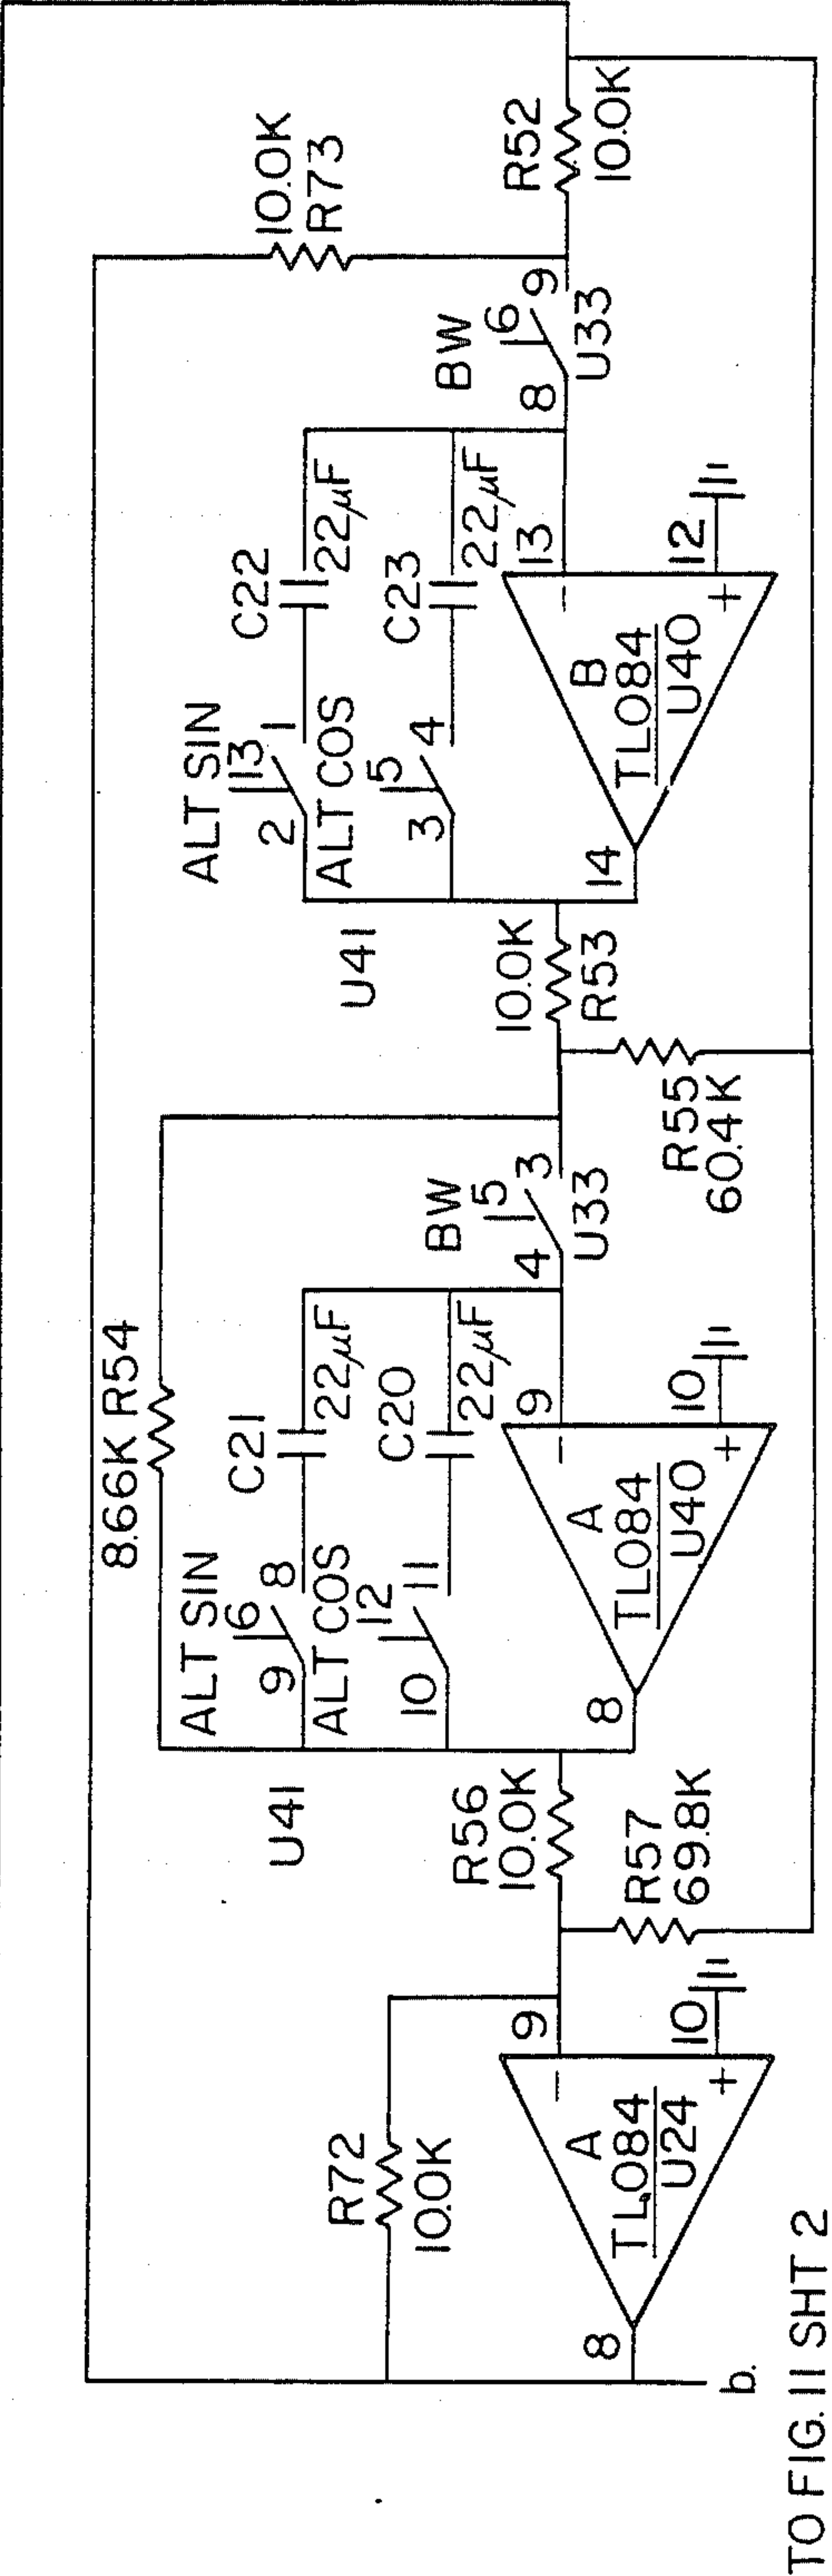 10.0K
R73
R52
10.0K
BW
6
8
9
U33
C22
22µF
C23
22µF
ALT SIN
13
2
1
ALT COS
5
3
4
U41
13
12
−
+
B
TL084
U40
14
10.0K
R53
R55
60.4K
8.66K R54
BW
5
4
3
U33
C21
22µF
C20
22µF
ALT SIN
6
9
8
ALT COS
12
10
11
U41
9
10
−
+
A
TL084
U40
8
R56
10.0K
R57
69.8K
R72
10.0K
9
10
−
+
A
TL084
U24
8
b.
TO FIG. 11 SHT 2